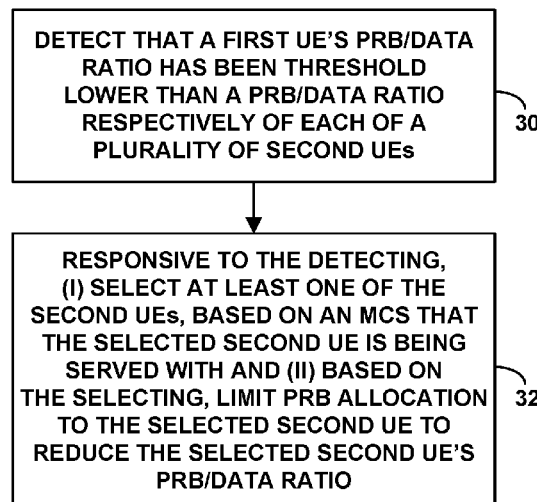 DETECT THAT A FIRST UE'S PRB/DATA
RATIO HAS BEEN THRESHOLD
LOWER THAN A PRB/DATA RATIO
RESPECTIVELY OF EACH OF A
PLURALITY OF SECOND UEs
30
RESPONSIVE TO THE DETECTING,
(I) SELECT AT LEAST ONE OF THE
SECOND UEs, BASED ON AN MCS THAT
THE SELECTED SECOND UE IS BEING
SERVED WITH AND (II) BASED ON
THE SELECTING, LIMIT PRB ALLOCATION
TO THE SELECTED SECOND UE TO
REDUCE THE SELECTED SECOND UE'S
PRB/DATA RATIO
32